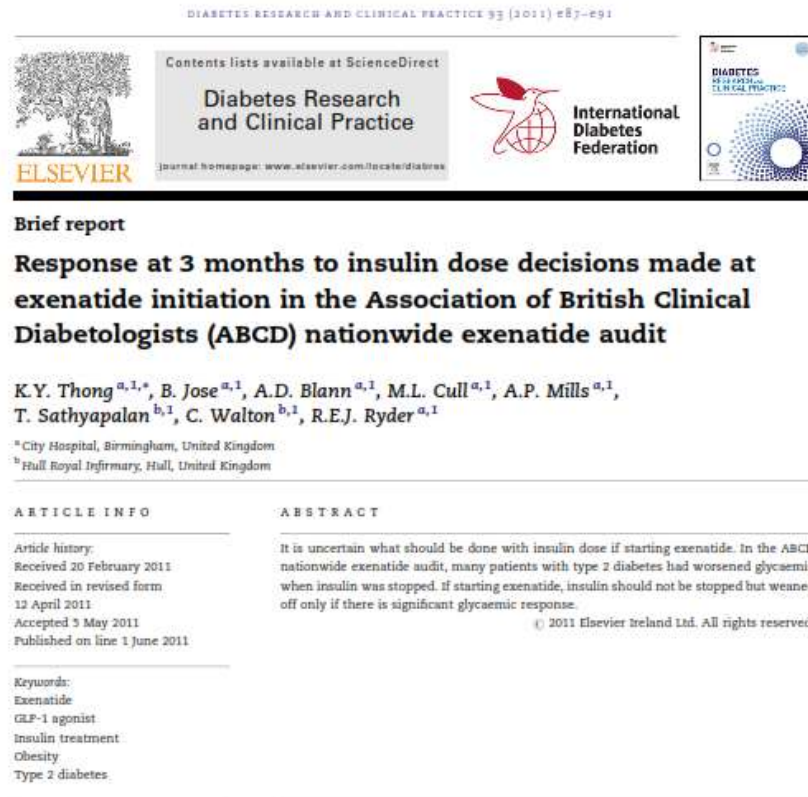 DIABETES RESEARCH AND CLINICAL PRACTICE 93 (2011) e87–e91
Contents lists available at ScienceDirect
Diabetes Research
and Clinical Practice
journal homepage: www.elsevier.com/locate/diabres
ELSEVIER
International
Diabetes
Federation
DIABETES
RESEARCH AND
CLINICAL PRACTICE
Brief report
Response at 3 months to insulin dose decisions made at
exenatide initiation in the Association of British Clinical
Diabetologists (ABCD) nationwide exenatide audit
K.Y. Thong a,1,*, B. Jose a,1, A.D. Blann a,1, M.L. Cull a,1, A.P. Mills a,1,
T. Sathyapalan b,1, C. Walton b,1, R.E.J. Ryder a,1
a City Hospital, Birmingham, United Kingdom
b Hull Royal Infirmary, Hull, United Kingdom
ARTICLE INFO
Article history:
Received 20 February 2011
Received in revised form
12 April 2011
Accepted 5 May 2011
Published on line 1 June 2011
Keywords:
Exenatide
GLP-1 agonist
Insulin treatment
Obesity
Type 2 diabetes
ABSTRACT
It is uncertain what should be done with insulin dose if starting exenatide. In the ABC
nationwide exenatide audit, many patients with type 2 diabetes had worsened glycaemi
when insulin was stopped. If starting exenatide, insulin should not be stopped but weane
off only if there is significant glycaemic response.
© 2011 Elsevier Ireland Ltd. All rights reserved